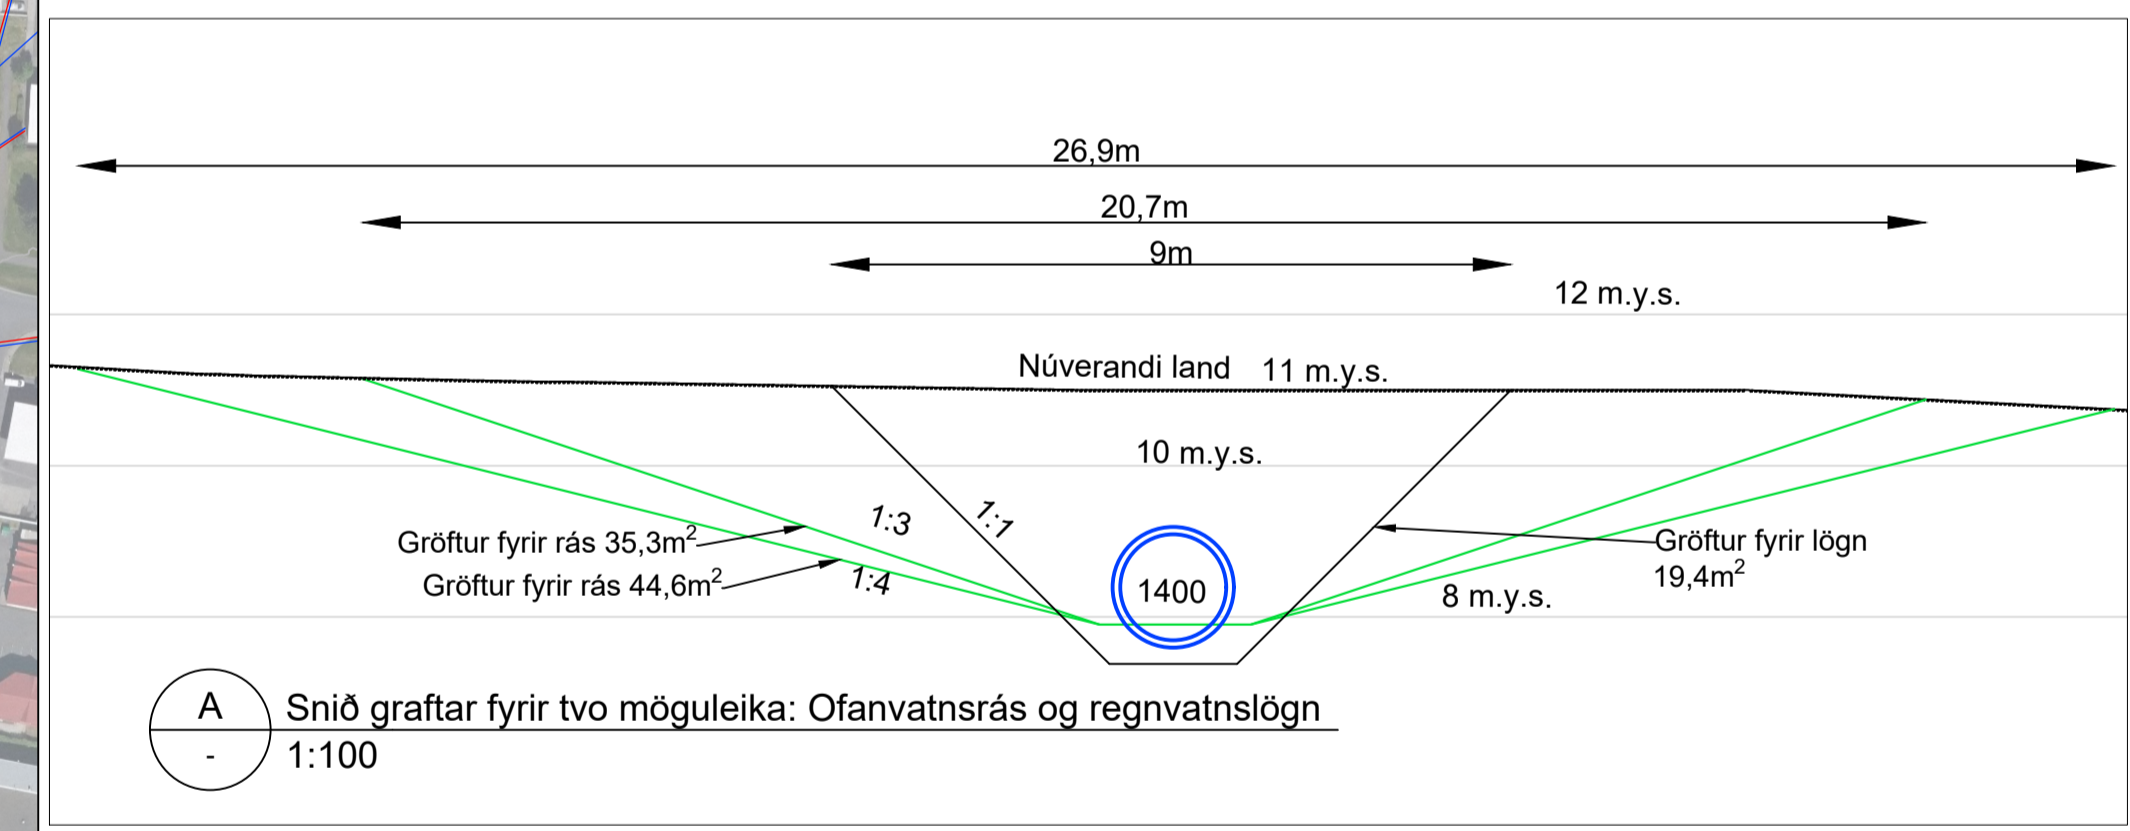 26,9m
20,7m
9m
12 m.y.s.
Núverandi land 11 m.y.s.
10 m.y.s.
1:3
1:1
Gröftur fyrir rás 35,3m²
Gröftur fyrir lögn
19,4m²
Gröftur fyrir rás 44,6m²
1:4
1400
8 m.y.s.
A
Snið graftar fyrir tvo möguleika: Ofanvatnsrás og regnvatnslögn
-
1:100